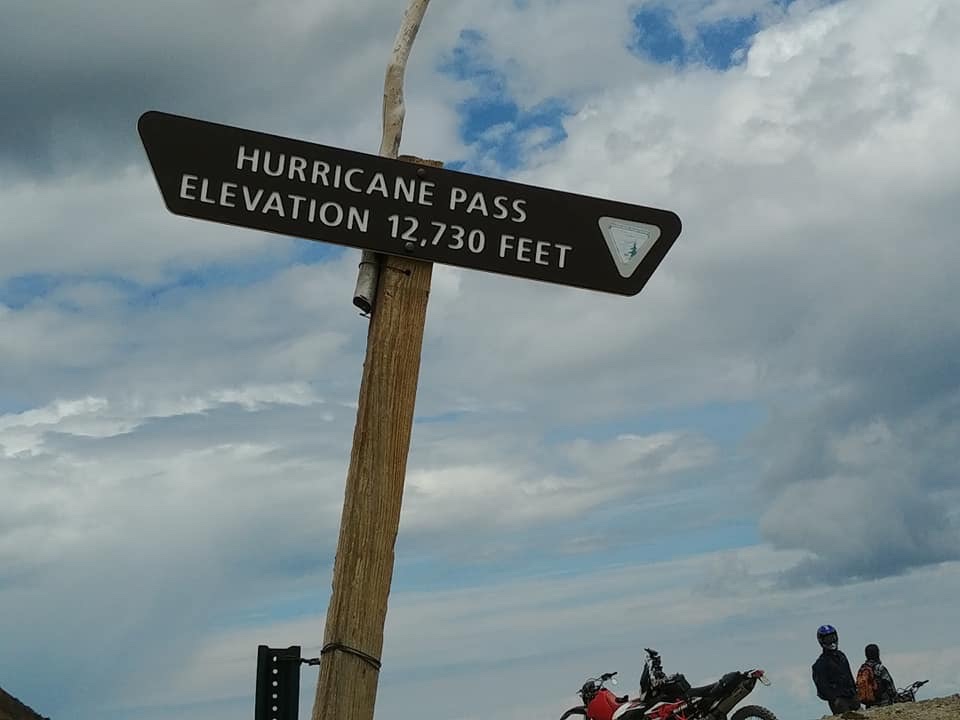 HURRICANE PASS
ELEVATION 12,730 FEET